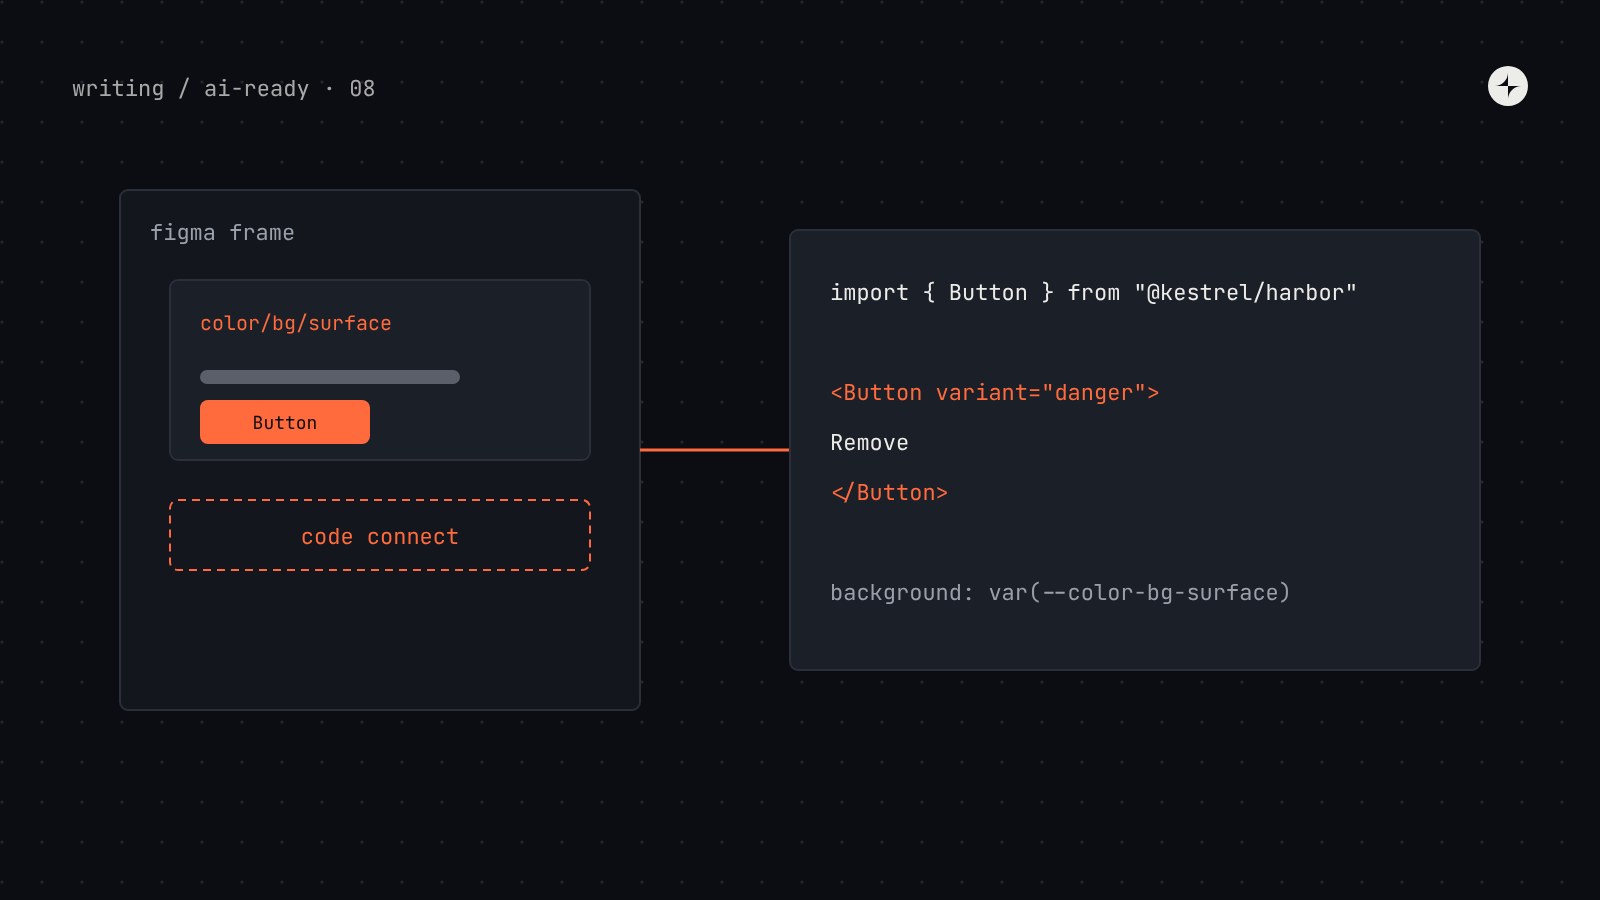 writing / ai-ready · 08
figma frame
color/bg/surface
Button
code connect
import { Button } from "@kestrel/harbor"
<Button variant="danger">
Remove
</Button>
background: var(--color-bg-surface)